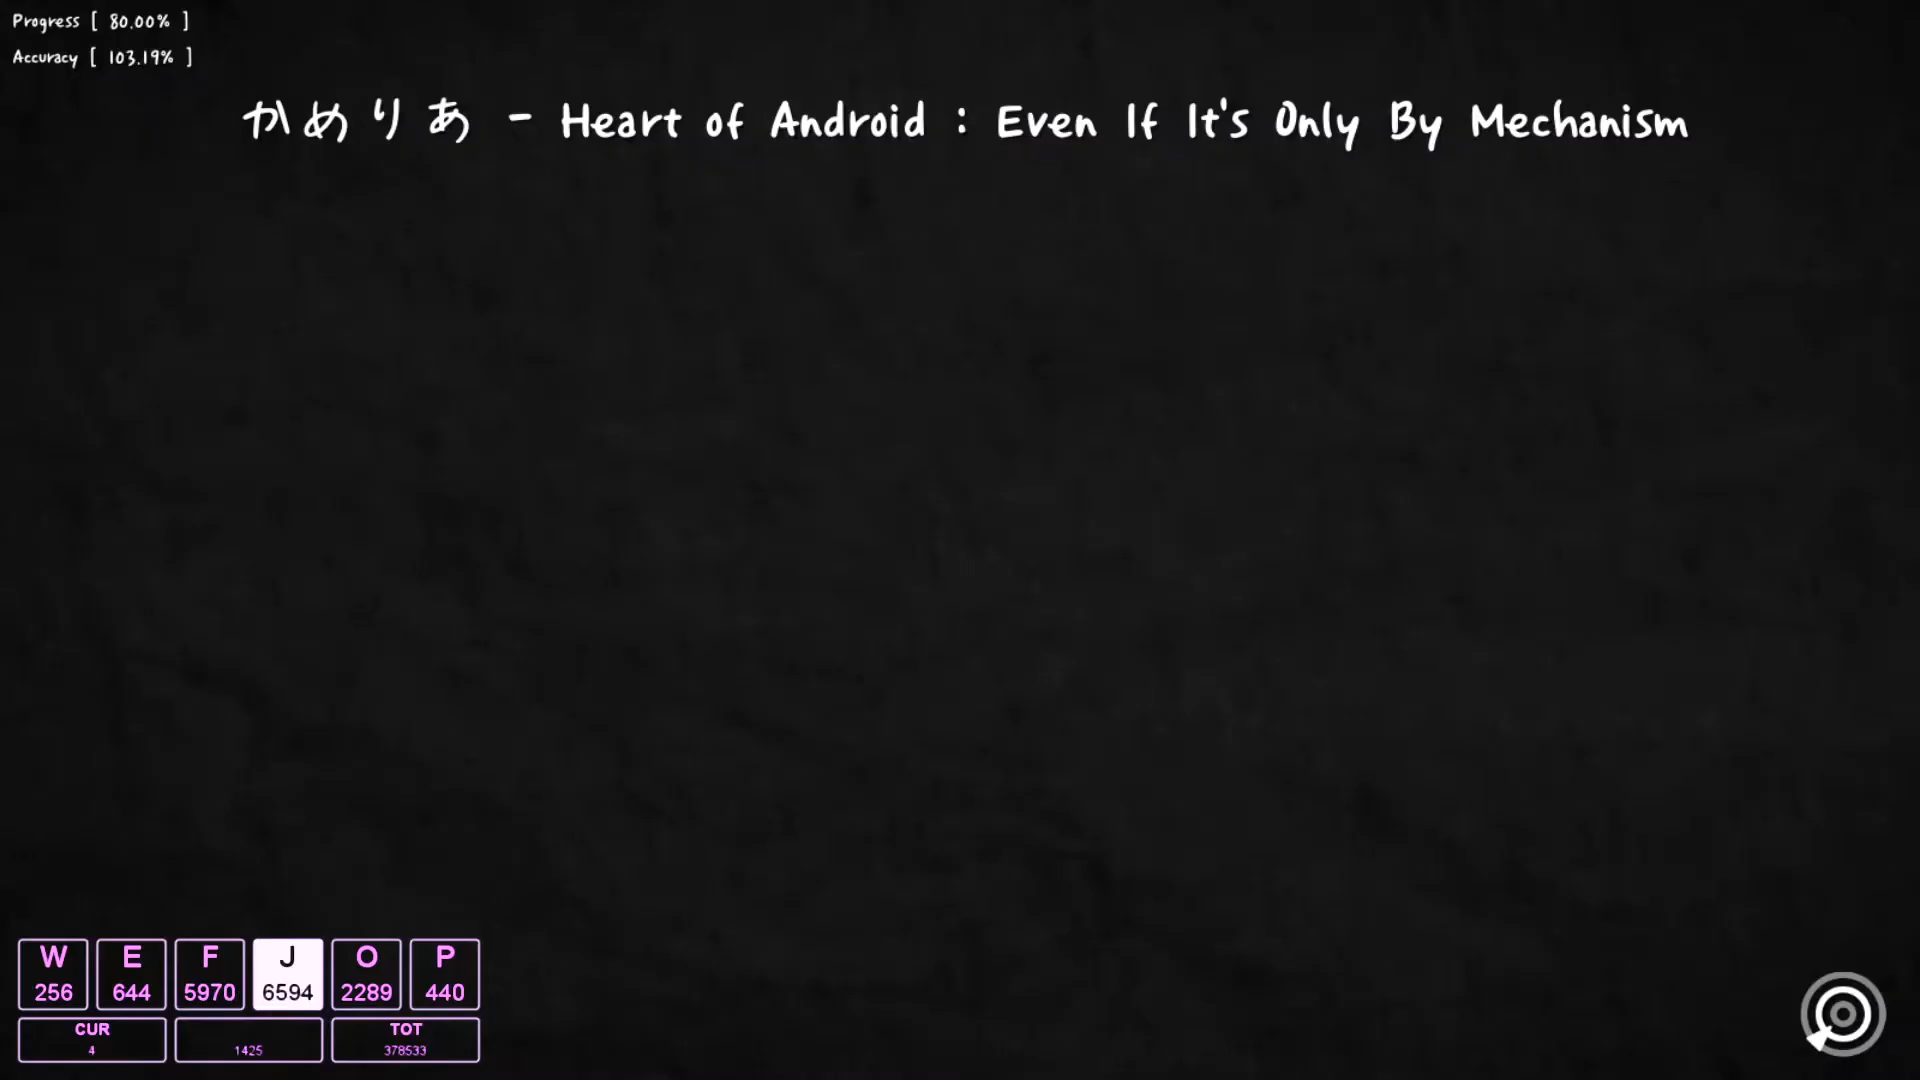 Progress [ 80.00% ]
Accuracy [ 103.19% ]
かめりあ - Heart of Android : Even If It's Only By Mechanism
W E F J O P
256 644 5970 6594 2289 440
CUR TOT
4 1425 378533